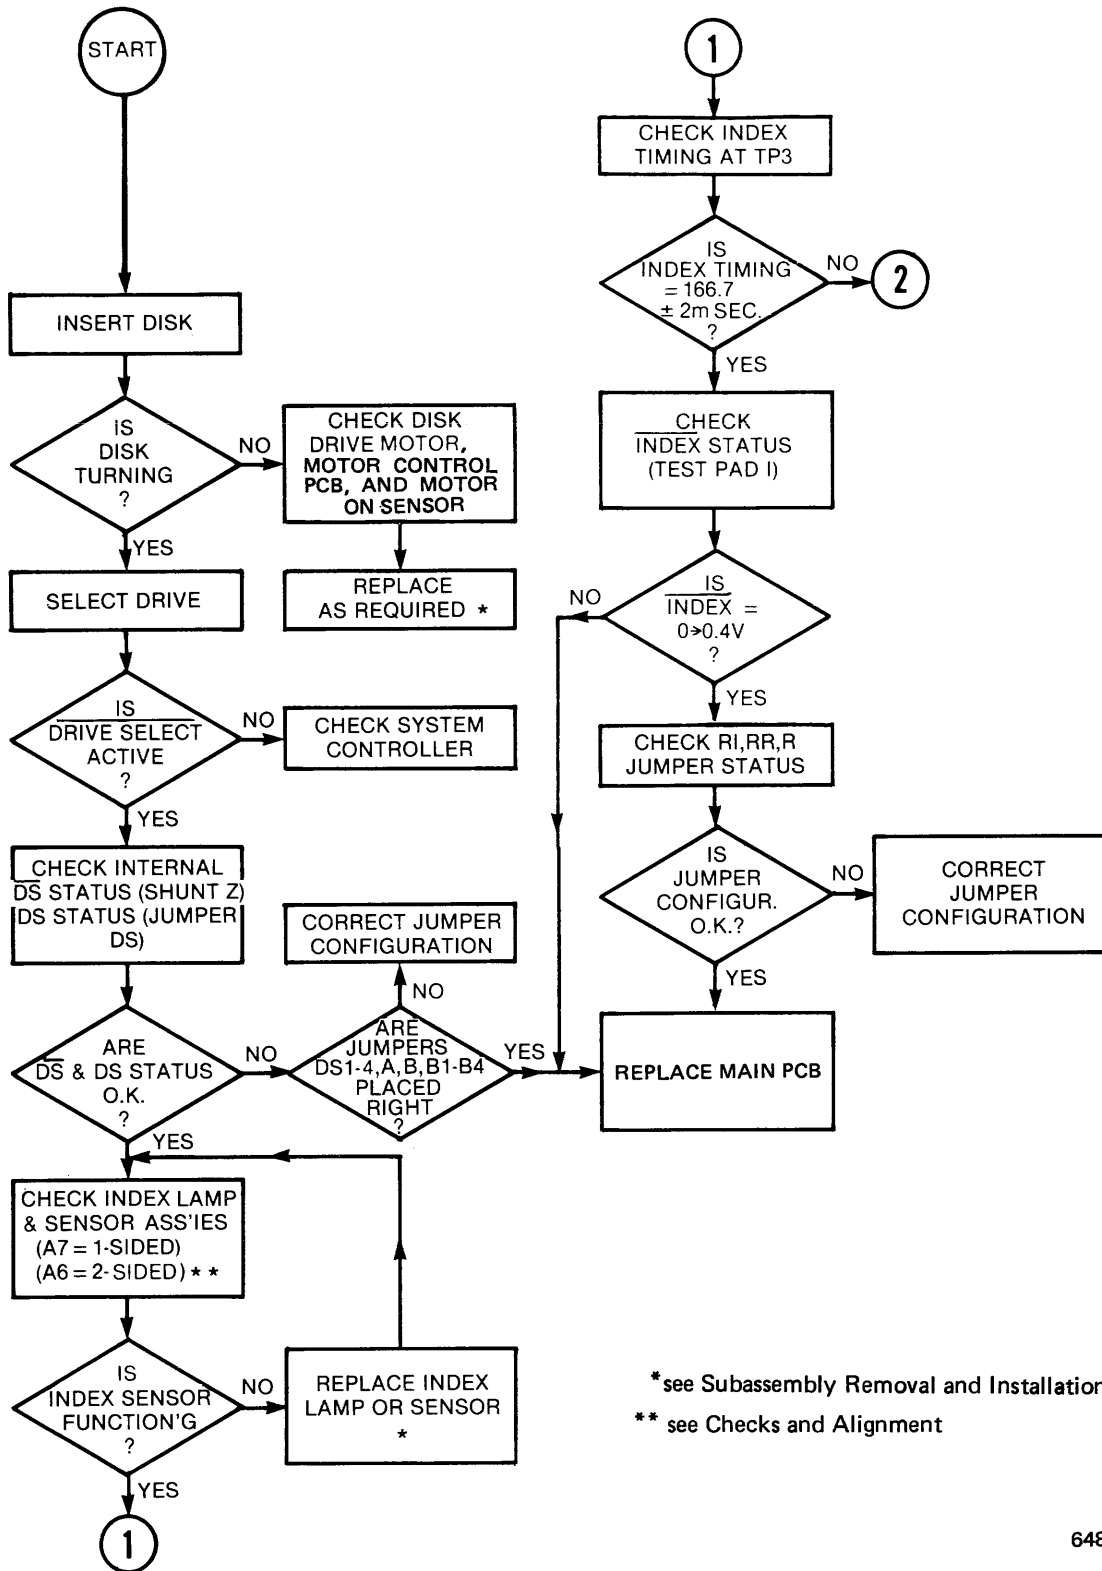 START
INSERT DISK
IS
DISK
TURNING
?
NO
CHECK DISK
DRIVE MOTOR,
MOTOR CONTROL
PCB, AND MOTOR
ON SENSOR
REPLACE
AS REQUIRED *
YES
SELECT DRIVE
IS
DRIVE SELECT
ACTIVE
?
NO
CHECK SYSTEM
CONTROLLER
YES
CHECK INTERNAL
DS STATUS (SHUNT Z)
DS STATUS (JUMPER
DS)
ARE
DS & DS STATUS
O.K.
?
NO
ARE
JUMPERS
DS1-4,A,B,B1-B4
PLACED
RIGHT
?
NO
CORRECT JUMPER
CONFIGURATION
YES
YES
CHECK INDEX LAMP
& SENSOR ASS'IES
(A7 = 1-SIDED)
(A6 = 2-SIDED) * *
IS
INDEX SENSOR
FUNCTION'G
?
NO
REPLACE INDEX
LAMP OR SENSOR
*
YES
1
1
CHECK INDEX
TIMING AT TP3
IS
INDEX TIMING
= 166.7
± 2m SEC.
?
NO
2
YES
CHECK
INDEX STATUS
(TEST PAD I)
IS
INDEX =
0→0.4V
?
NO
YES
CHECK RI,RR,R
JUMPER STATUS
IS
JUMPER
CONFIGUR.
O.K.?
NO
CORRECT
JUMPER
CONFIGURATION
YES
REPLACE MAIN PCB
*see Subassembly Removal and Installation
** see Checks and Alignment
648